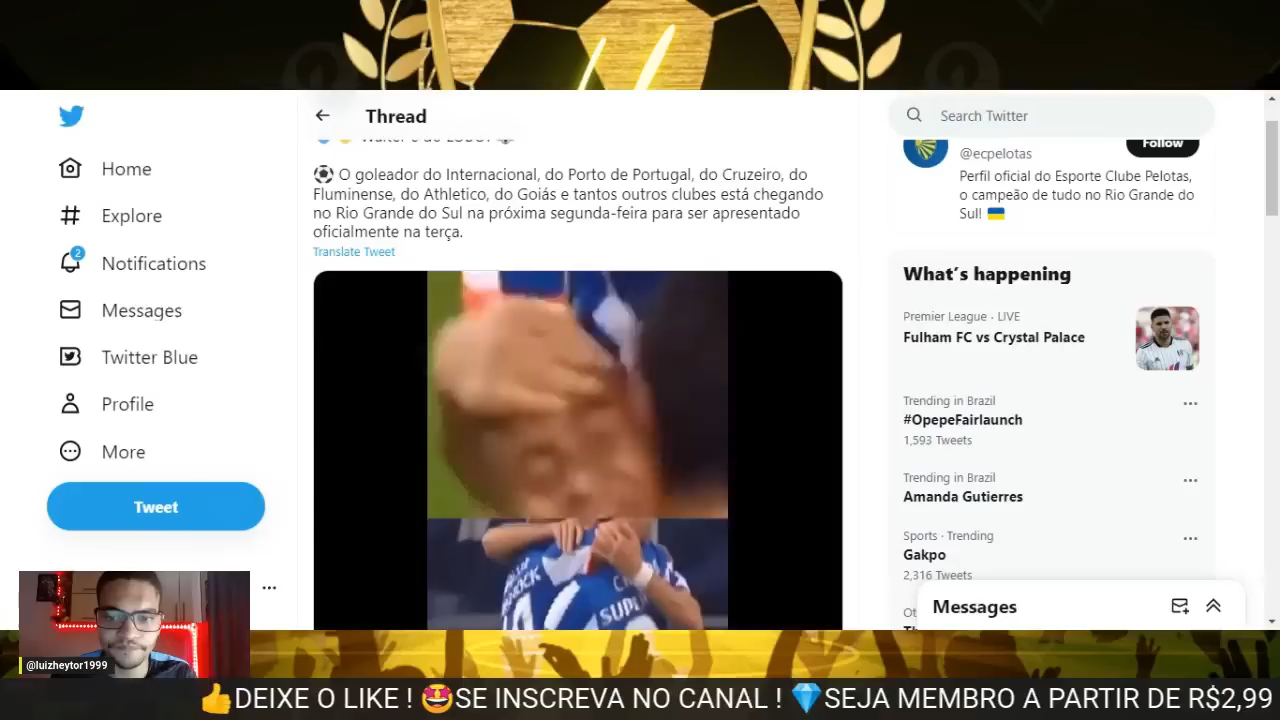 Thread
Search Twitter
Walter é do LOBO!
O goleador do Internacional, do Porto de Portugal, do Cruzeiro, do
Fluminense, do Athletico, do Goiás e tantos outros clubes está chegando
no Rio Grande do Sul na próxima segunda-feira para ser apresentado
oficialmente na terça.
Translate Tweet
SUPER
Home
Explore
2
Notifications
Messages
Twitter Blue
Profile
More
Tweet
Follow
@ecpelotas
Perfil oficial do Esporte Clube Pelotas,
o campeão de tudo no Rio Grande do
Sul!
What's happening
Premier League · LIVE
Fulham FC vs Crystal Palace
Trending in Brazil
#OpepeFairlaunch
1,593 Tweets
Trending in Brazil
Amanda Gutierres
Sports · Trending
Gakpo
2,316 Tweets
Messages
@luizheytor1999
👍DEIXE O LIKE ! 🤩SE INSCREVA NO CANAL ! 💎SEJA MEMBRO A PARTIR DE R$2,99